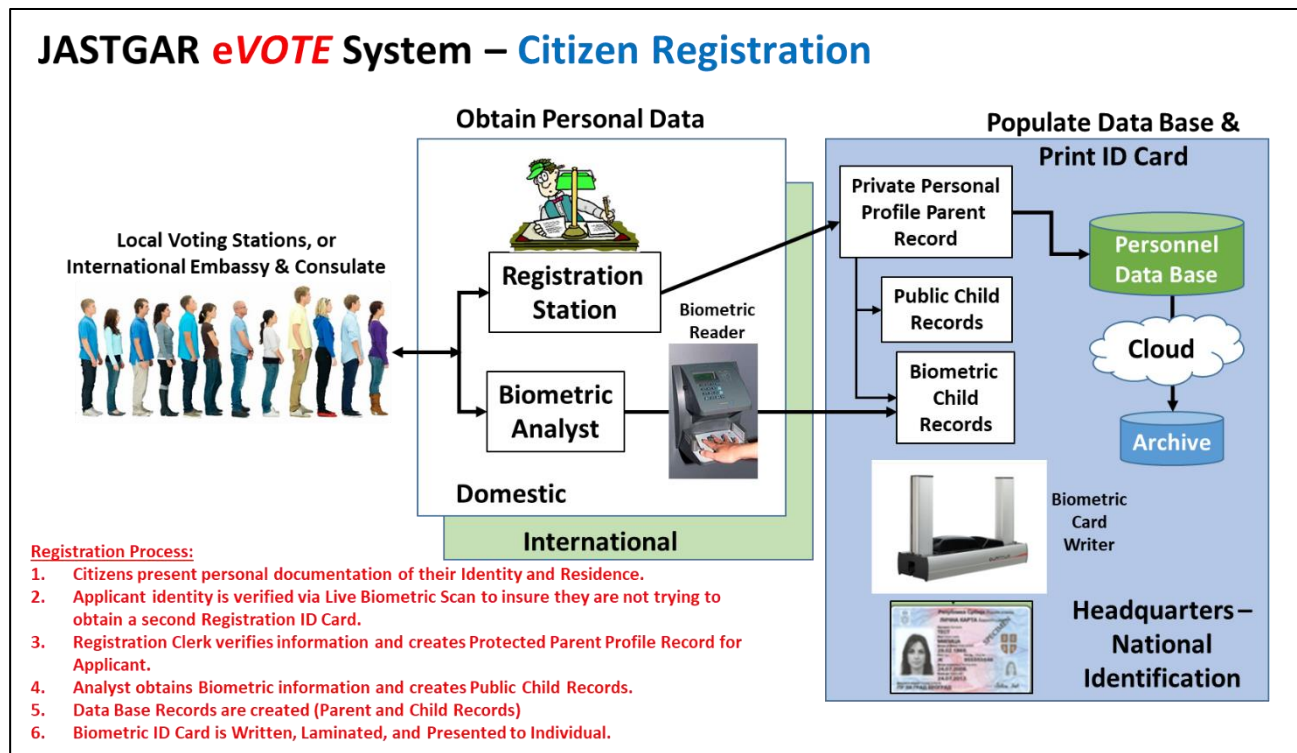 JASTGAR eVOTE System – Citizen Registration
Obtain Personal Data
Populate Data Base &
Print ID Card
Local Voting Stations, or
International Embassy & Consulate
Registration
Station
Biometric
Analyst
Biometric
Reader
Domestic
International
Private Personal
Profile Parent
Record
Public Child
Records
Biometric
Child
Records
Personnel
Data Base
Cloud
Archive
Biometric
Card
Writer
Headquarters –
National
Identification
Република Србија
ЛИЧНА КАРТА
SPECIMEN
Registration Process:
1. Citizens present personal documentation of their Identity and Residence.
2. Applicant identity is verified via Live Biometric Scan to insure they are not trying to
obtain a second Registration ID Card.
3. Registration Clerk verifies information and creates Protected Parent Profile Record for
Applicant.
4. Analyst obtains Biometric information and creates Public Child Records.
5. Data Base Records are created (Parent and Child Records)
6. Biometric ID Card is Written, Laminated, and Presented to Individual.